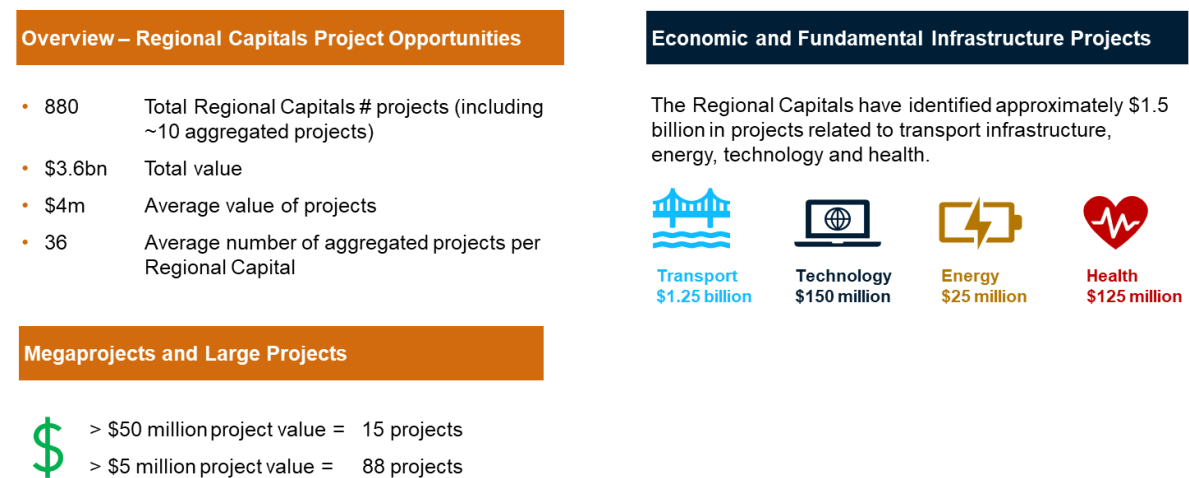 Overview – Regional Capitals Project Opportunities
• 880 Total Regional Capitals # projects (including
~10 aggregated projects)
• $3.6bn Total value
• $4m Average value of projects
• 36 Average number of aggregated projects per
Regional Capital
Megaprojects and Large Projects
$
> $50 million project value = 15 projects
> $5 million project value = 88 projects
Economic and Fundamental Infrastructure Projects
The Regional Capitals have identified approximately $1.5
billion in projects related to transport infrastructure,
energy, technology and health.
Transport
$1.25 billion
Technology
$150 million
Energy
$25 million
Health
$125 million